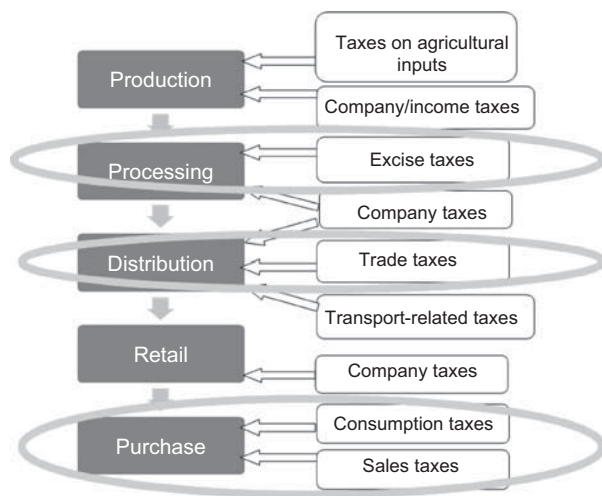 Taxes on agricultural
inputs
Production
Company/income taxes
Excise taxes
Processing
Company taxes
Distribution
Trade taxes
Transport-related taxes
Retail
Company taxes
Consumption taxes
Purchase
Sales taxes